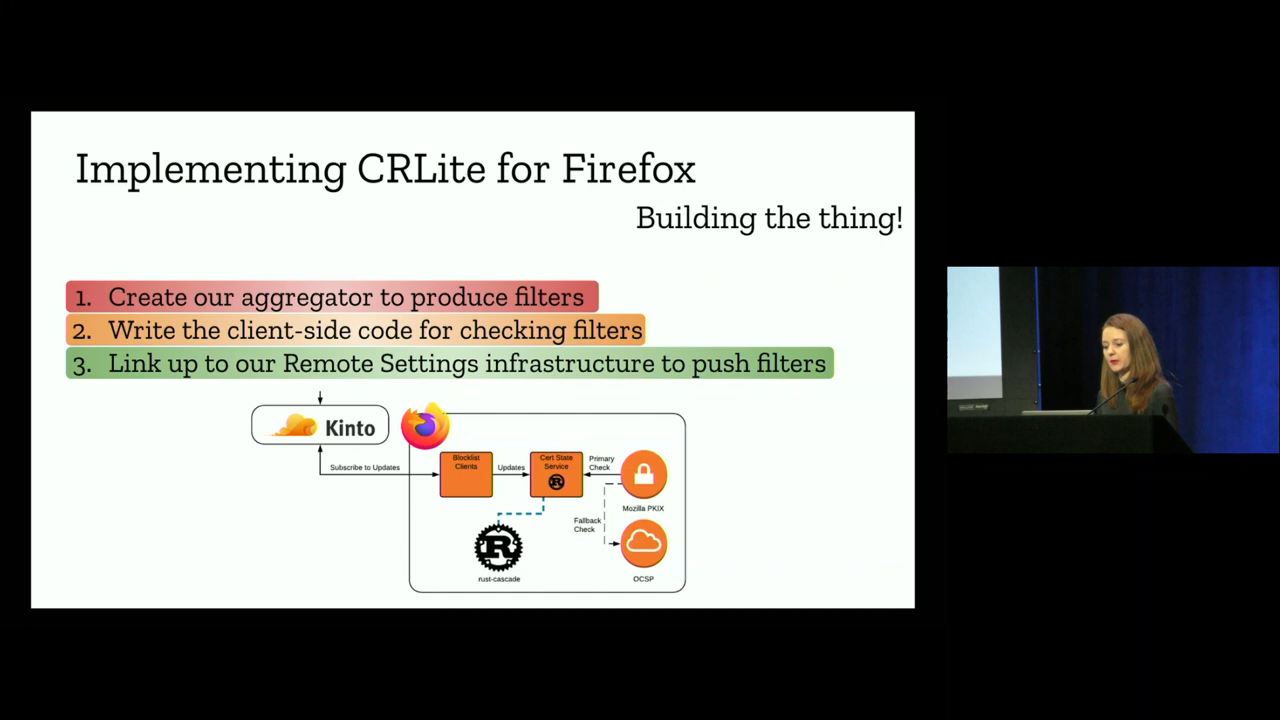 Implementing CRLite for Firefox
Building the thing!
1. Create our aggregator to produce filters
2. Write the client-side code for checking filters
3. Link up to our Remote Settings infrastructure to push filters
Kinto
Subscribe to Updates
Blocklist
Clients
Updates
Cert State
Service
R
Primary
Check
Mozilla PKIX
Fallback
Check
R
rust-cascade
OCSP